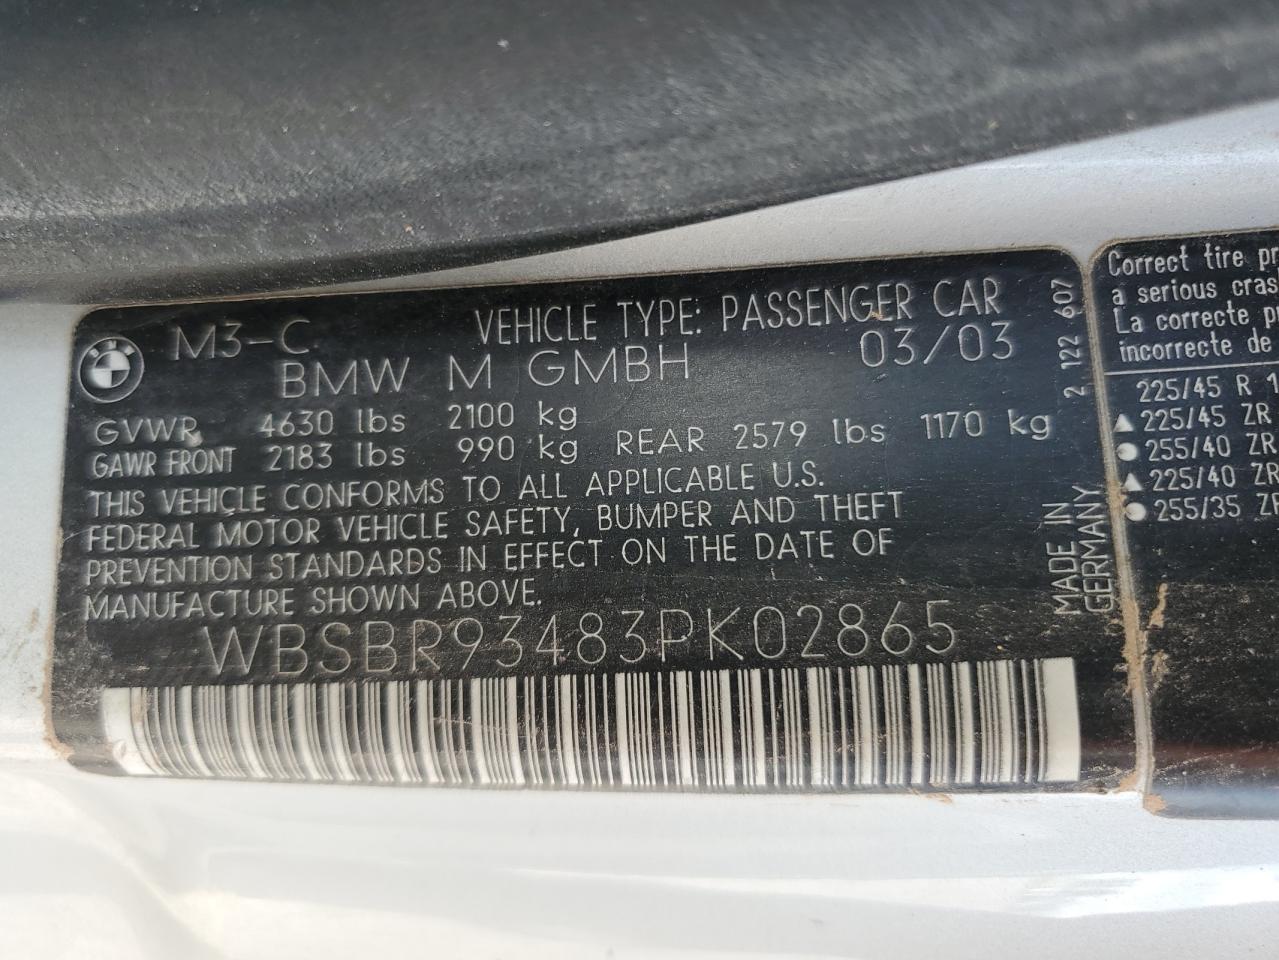 M3-C
VEHICLE TYPE: PASSENGER CAR
BMW M GMBH 03/03
GVWR 4630 lbs 2100 kg
GAWR FRONT 2183 lbs 990 kg REAR 2579 lbs 1170 kg
THIS VEHICLE CONFORMS TO ALL APPLICABLE U.S.
FEDERAL MOTOR VEHICLE SAFETY, BUMPER AND THEFT
PREVENTION STANDARDS IN EFFECT ON THE DATE OF
MANUFACTURE SHOWN ABOVE.
WBSBR93483PK02865
2 122 607
MADE IN
GERMANY
Correct tire
a serious
La correcte
incorrecte de
225/45 R
225/45 ZR
255/40 ZR
225/40 ZR
255/35